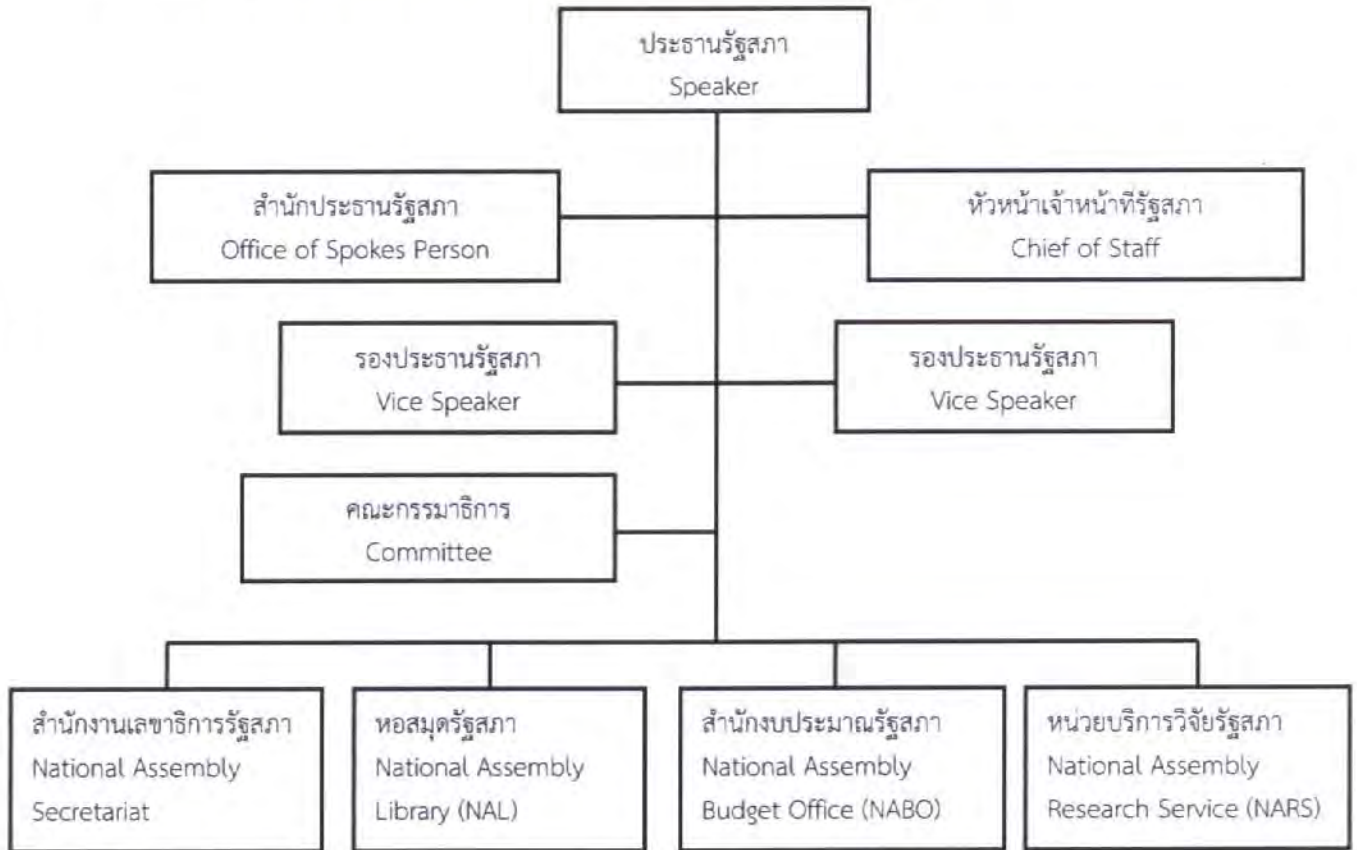 ประธานรัฐสภา
Speaker
สำนักประธานรัฐสภา
Office of Spokes Person
หัวหน้าเจ้าหน้าที่รัฐสภา
Chief of Staff
รองประธานรัฐสภา
Vice Speaker
รองประธานรัฐสภา
Vice Speaker
คณะกรรมาธิการ
Committee
สำนักงานเลขาธิการรัฐสภา
National Assembly
Secretariat
หอสมุดรัฐสภา
National Assembly
Library (NAL)
สำนักงบประมาณรัฐสภา
National Assembly
Budget Office (NABO)
หน่วยบริการวิจัยรัฐสภา
National Assembly
Research Service (NARS)